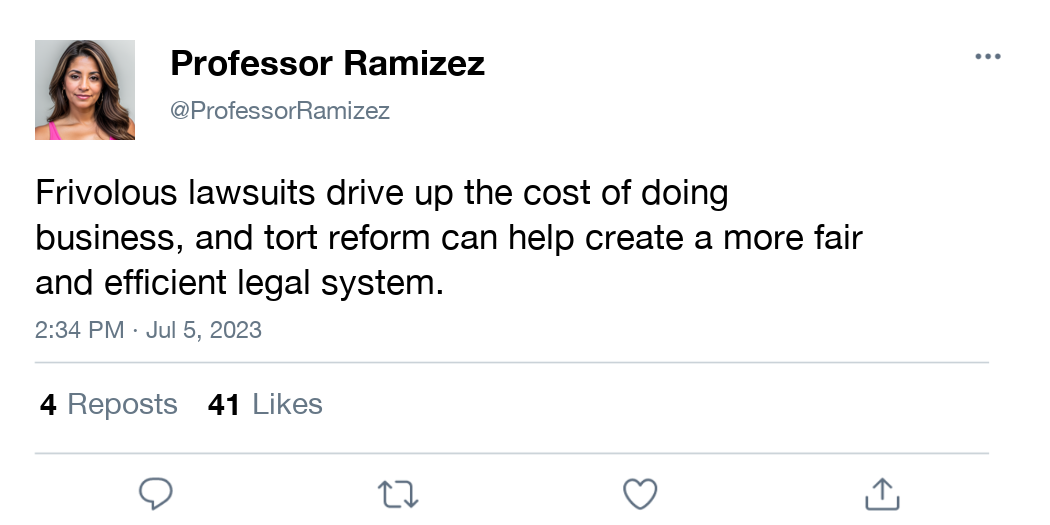 Professor Ramizez
@ProfessorRamizez
Frivolous lawsuits drive up the cost of doing
business, and tort reform can help create a more fair
and efficient legal system.
2:34 PM · Jul 5, 2023
4 Reposts 41 Likes